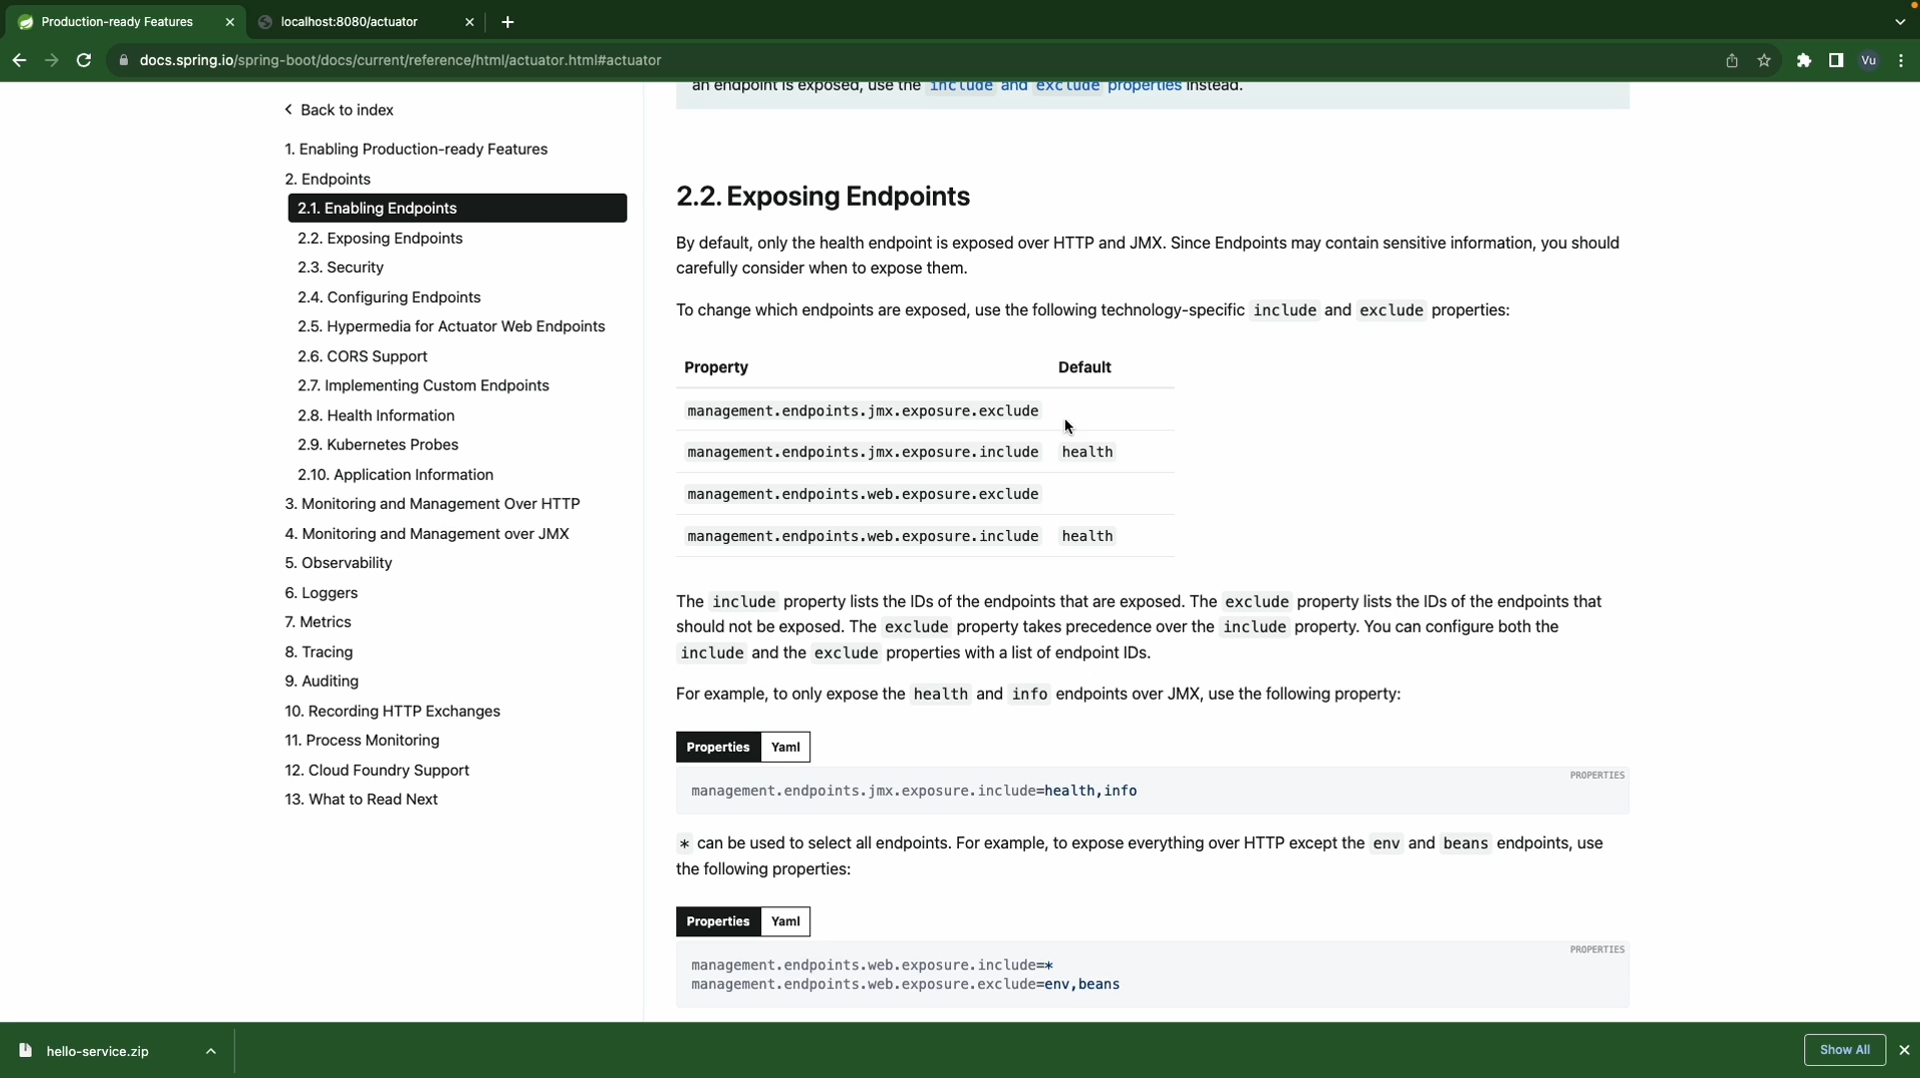 Production-ready Features
localhost:8080/actuator
docs.spring.io/spring-boot/docs/current/reference/html/actuator.html#actuator
Vu
Back to index
1. Enabling Production-ready Features
2. Endpoints
2.1. Enabling Endpoints
2.2. Exposing Endpoints
2.3. Security
2.4. Configuring Endpoints
2.5. Hypermedia for Actuator Web Endpoints
2.6. CORS Support
2.7. Implementing Custom Endpoints
2.8. Health Information
2.9. Kubernetes Probes
2.10. Application Information
3. Monitoring and Management Over HTTP
4. Monitoring and Management over JMX
5. Observability
6. Loggers
7. Metrics
8. Tracing
9. Auditing
10. Recording HTTP Exchanges
11. Process Monitoring
12. Cloud Foundry Support
13. What to Read Next
an endpoint is exposed, use the include and exclude properties instead.
2.2. Exposing Endpoints
By default, only the health endpoint is exposed over HTTP and JMX. Since Endpoints may contain sensitive information, you should
carefully consider when to expose them.
To change which endpoints are exposed, use the following technology-specific include and exclude properties:
Property Default
management.endpoints.jmx.exposure.exclude
management.endpoints.jmx.exposure.include health
management.endpoints.web.exposure.exclude
management.endpoints.web.exposure.include health
The include property lists the IDs of the endpoints that are exposed. The exclude property lists the IDs of the endpoints that
should not be exposed. The exclude property takes precedence over the include property. You can configure both the
include and the exclude properties with a list of endpoint IDs.
For example, to only expose the health and info endpoints over JMX, use the following property:
Properties Yaml
PROPERTIES
management.endpoints.jmx.exposure.include=health,info
* can be used to select all endpoints. For example, to expose everything over HTTP except the env and beans endpoints, use
the following properties:
Properties Yaml
PROPERTIES
management.endpoints.web.exposure.include=*
management.endpoints.web.exposure.exclude=env,beans
hello-service.zip
Show All